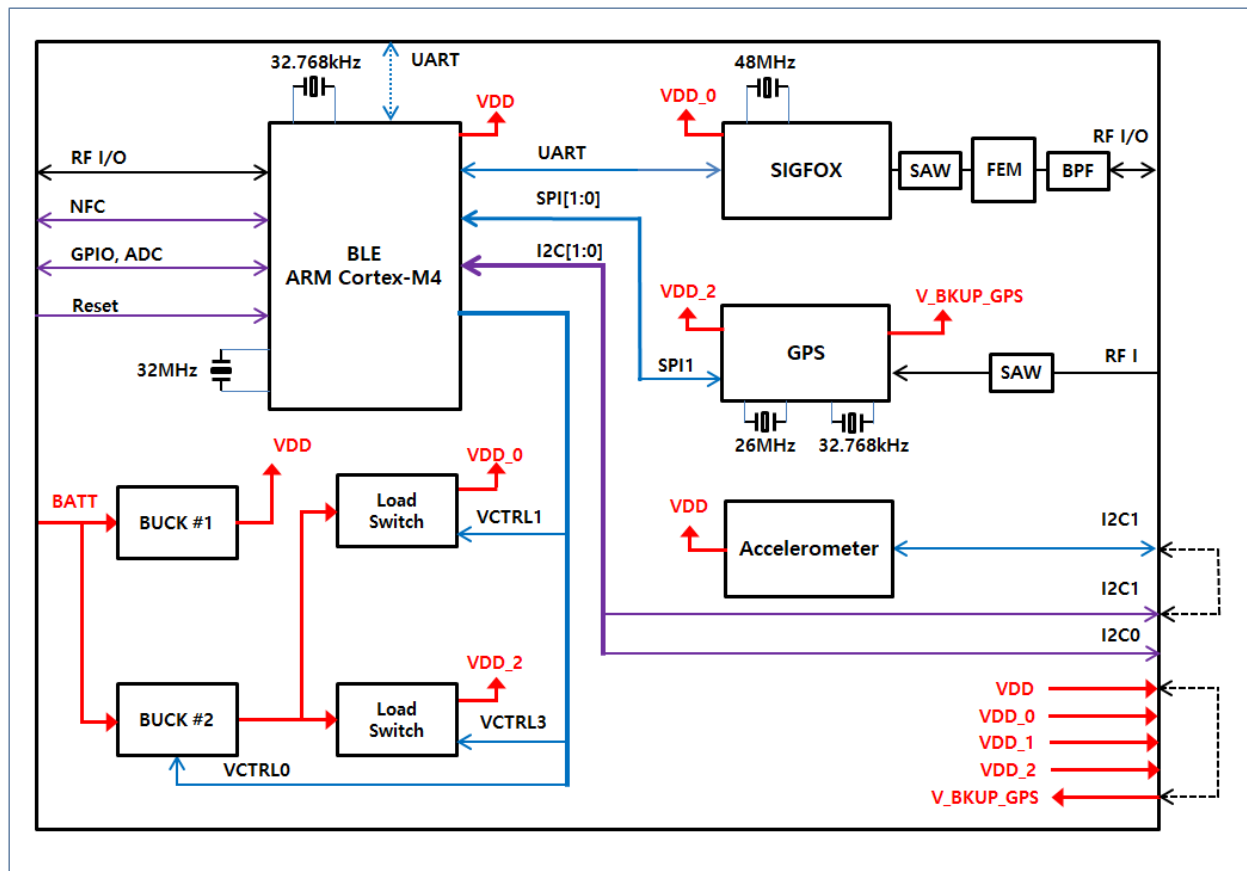 32.768kHz
UART
48MHz
VDD
VDD_0
RF I/O
UART
SIGFOX
SAW
FEM
BPF
RF I/O
NFC
SPI[1:0]
GPIO, ADC
BLE
ARM Cortex-M4
I2C[1:0]
Reset
VDD_2
V_BKUP_GPS
GPS
32MHz
SPI1
SAW
RF I
26MHz
32.768kHz
VDD
VDD_0
BATT
BUCK #1
Load
Switch
VCTRL1
VDD
Accelerometer
I2C1
I2C1
I2C0
VDD_2
BUCK #2
Load
Switch
VCTRL3
VCTRL0
VDD
VDD_0
VDD_1
VDD_2
V_BKUP_GPS